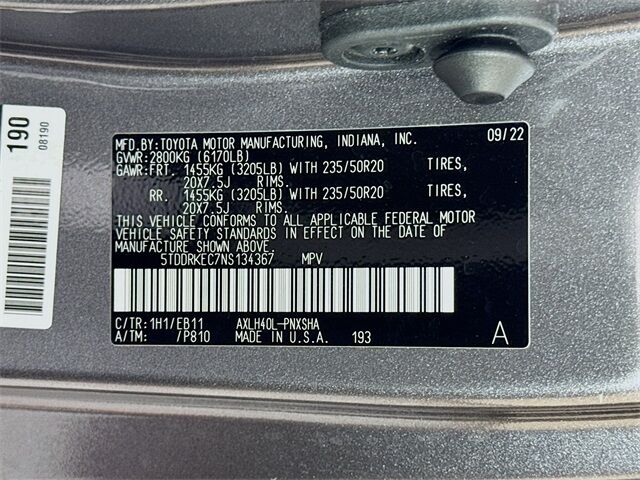 190
08190
MFD.BY:TOYOTA MOTOR MANUFACTURING, INDIANA, INC. 09/22
GVWR:2800KG (6170LB)
GAWR:FRT. 1455KG (3205LB) WITH 235/50R20 TIRES,
20X7.5J RIMS.
RR. 1455KG (3205LB) WITH 235/50R20 TIRES,
20X7.5J RIMS.
THIS VEHICLE CONFORMS TO ALL APPLICABLE FEDERAL MOTOR
VEHICLE SAFETY STANDARDS IN EFFECT ON THE DATE OF
MANUFACTURE SHOWN ABOVE.
5TDDRKEC7NS134367 MPV
C/TR:1H1/EB11 AXLH40L-PNXSHA
A/TM: /P810 MADE IN U.S.A. 193 A